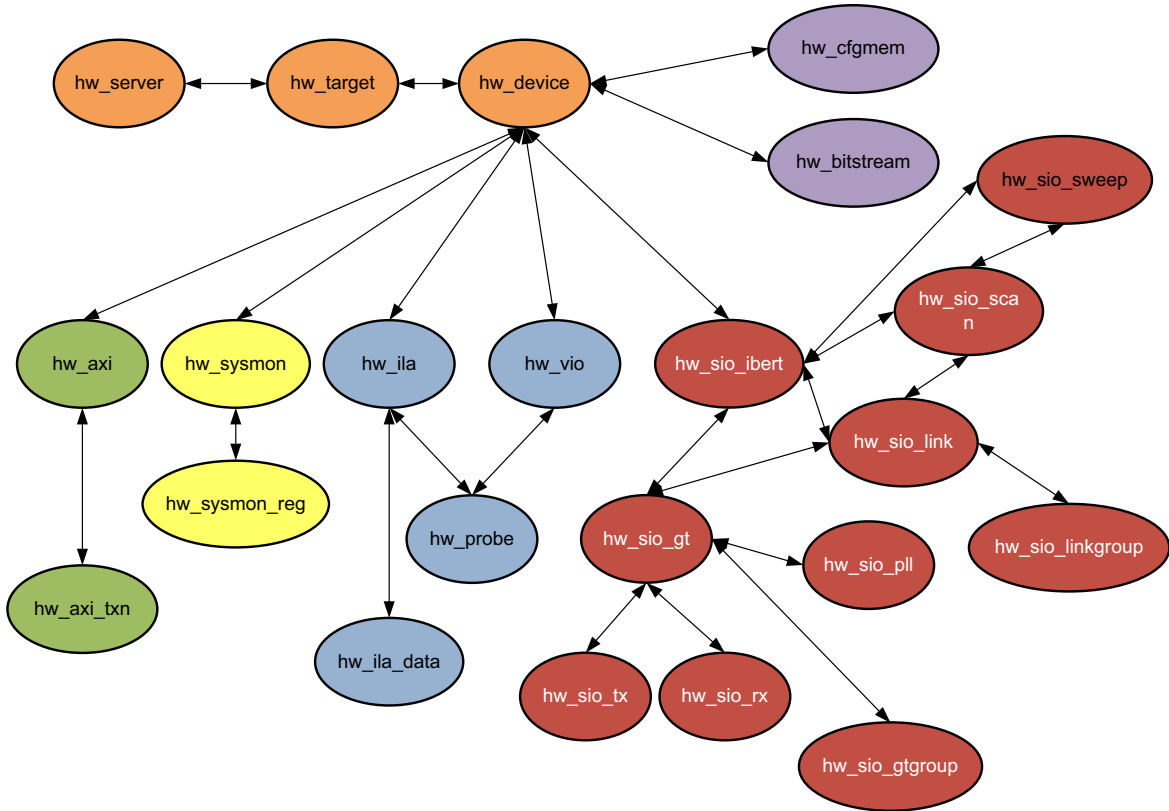 hw_cfgmem
hw_server
hw_target
hw_device
hw_bitstream
hw_sio_sweep
hw_sio_sca
n
hw_axi
hw_sysmon
hw_ila
hw_vio
hw_sio_ibert
hw_sio_link
hw_sysmon_reg
hw_probe
hw_sio_gt
hw_sio_linkgroup
hw_sio_pll
hw_axi_txn
hw_ila_data
hw_sio_tx
hw_sio_rx
hw_sio_gtgroup